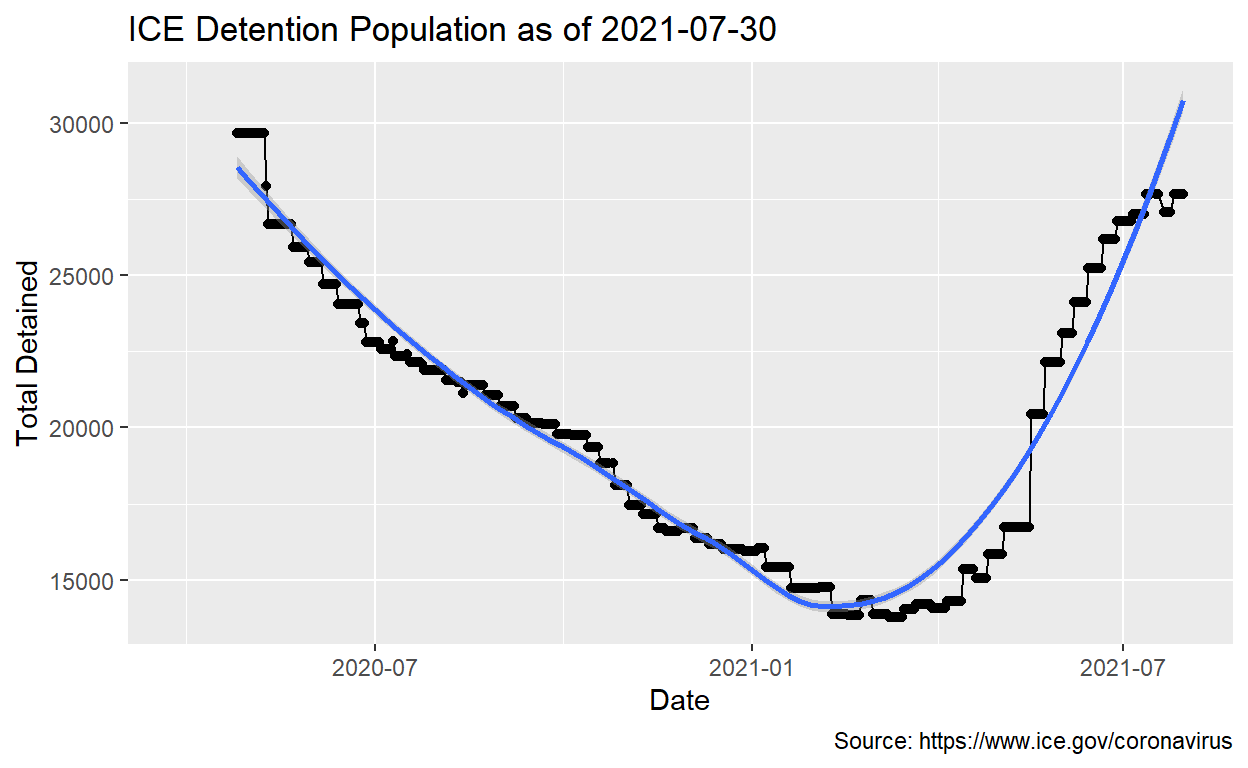 ICE Detention Population as of 2021-07-30
Total Detained
30000
25000
20000
15000
2020-07
2021-01
2021-07
Date
Source: https://www.ice.gov/coronavirus